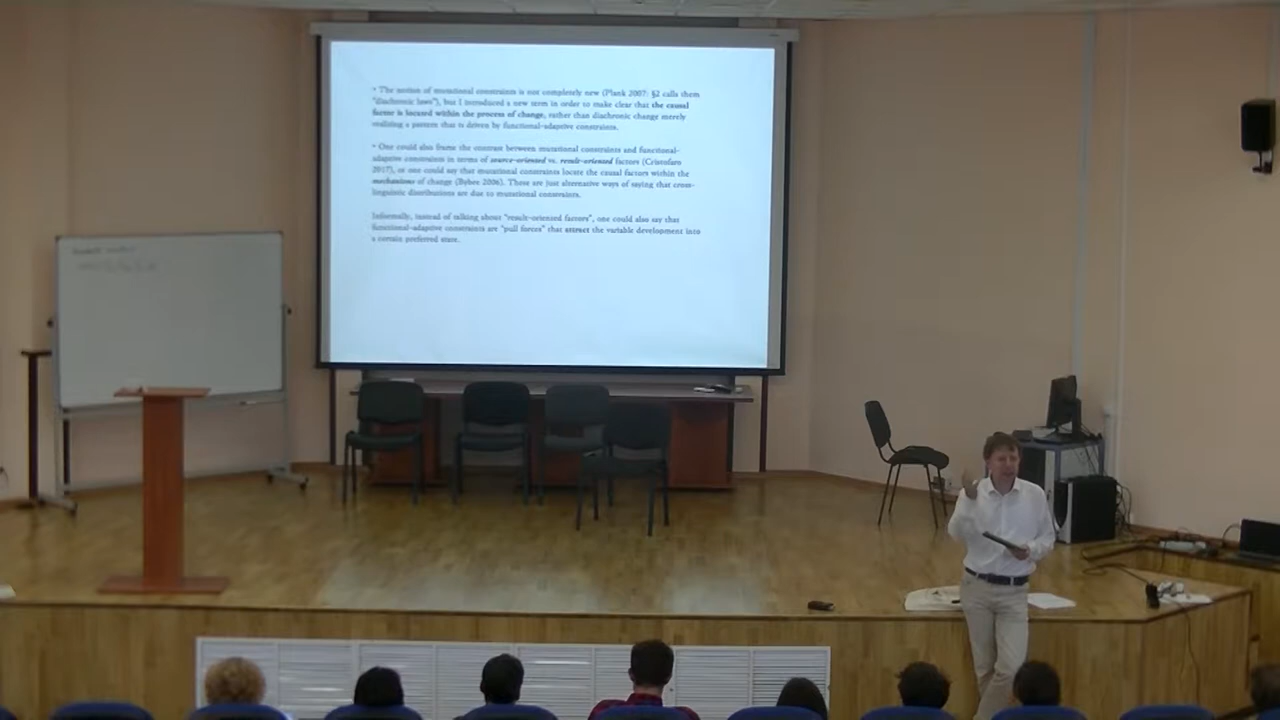 • The notion of mutational constraints is not completely new (Plank 2007: §2 calls them
"diachronic laws"), but I introduced a new term in order to make clear that the causal
factor is located within the process of change, rather than diachronic change merely
realizing a pattern that is driven by functional-adaptive constraints.
• One could also frame the contrast between mutational constraints and functional-
adaptive constraints in terms of source-oriented vs. result-oriented factors (Cristofaro
2017), or one could say that mutational constraints locate the causal factors within the
mechanisms of change (Bybee 2006). These are just alternative ways of saying that cross-
linguistic distributions are due to mutational constraints.
Informally, instead of talking about "result-oriented factors", one could also say that
functional-adaptive constraints are "pull forces" that attract the variable development into
a certain preferred state.